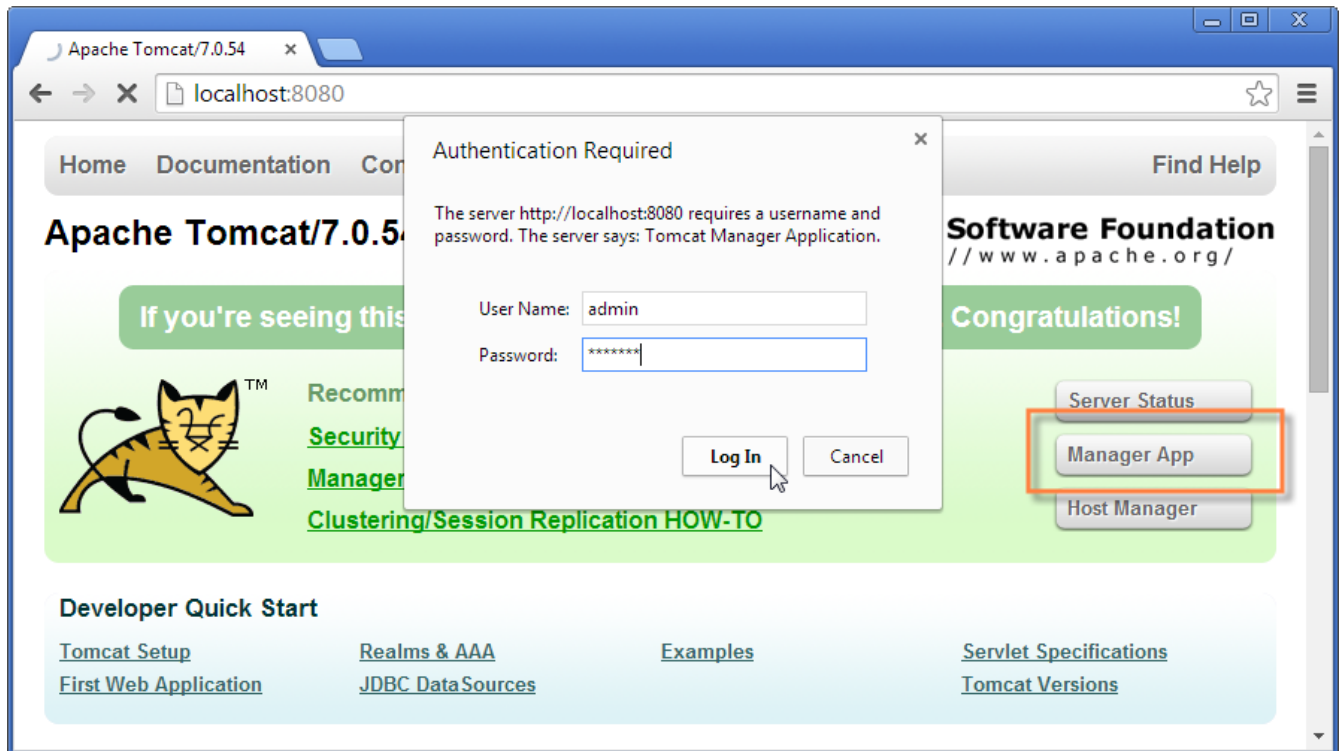 Apache Tomcat/7.0.54
localhost:8080
Authentication Required
The server http://localhost:8080 requires a username and
password. The server says: Tomcat Manager Application.
User Name: admin
Password: *******
Log In Cancel
Home Documentation Con Find Help
Apache Tomcat/7.0.54 Software Foundation
//www.apache.org/
If you're seeing this Congratulations!
TM
Recomm
Security
Manager
Clustering/Session Replication HOW-TO
Server Status
Manager App
Host Manager
Developer Quick Start
Tomcat Setup Realms & AAA Examples Servlet Specifications
First Web Application JDBC DataSources Tomcat Versions